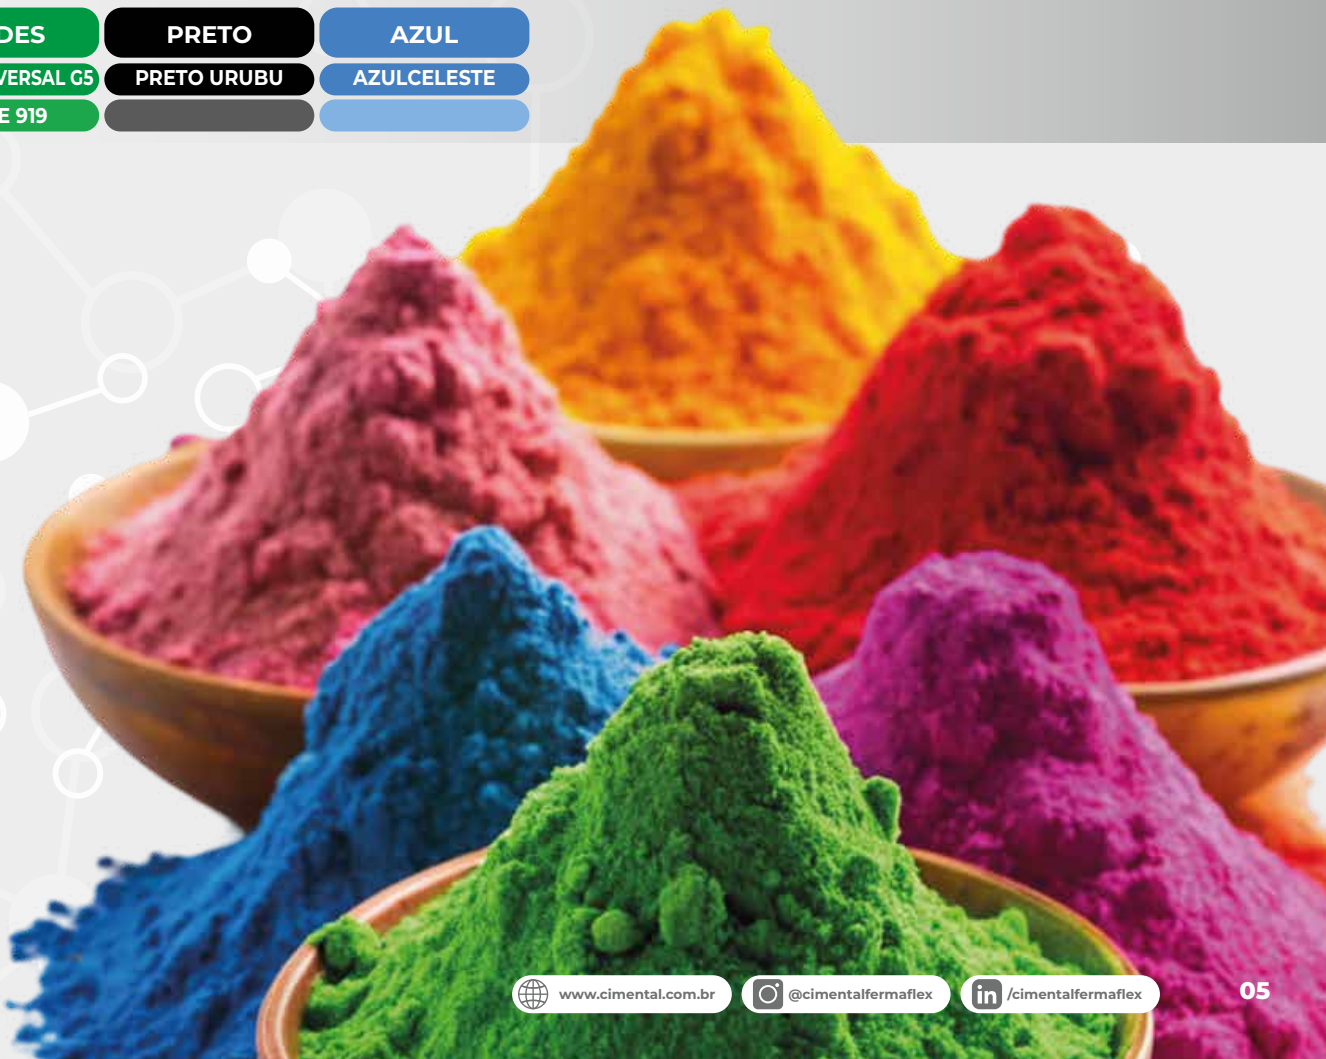 DES PRETO AZUL
VERSAL G5 PRETO URUBU AZULCELESTE
E 919
www.cimental.com.br @cimentalfermaflex /cimentalfermaflex 05